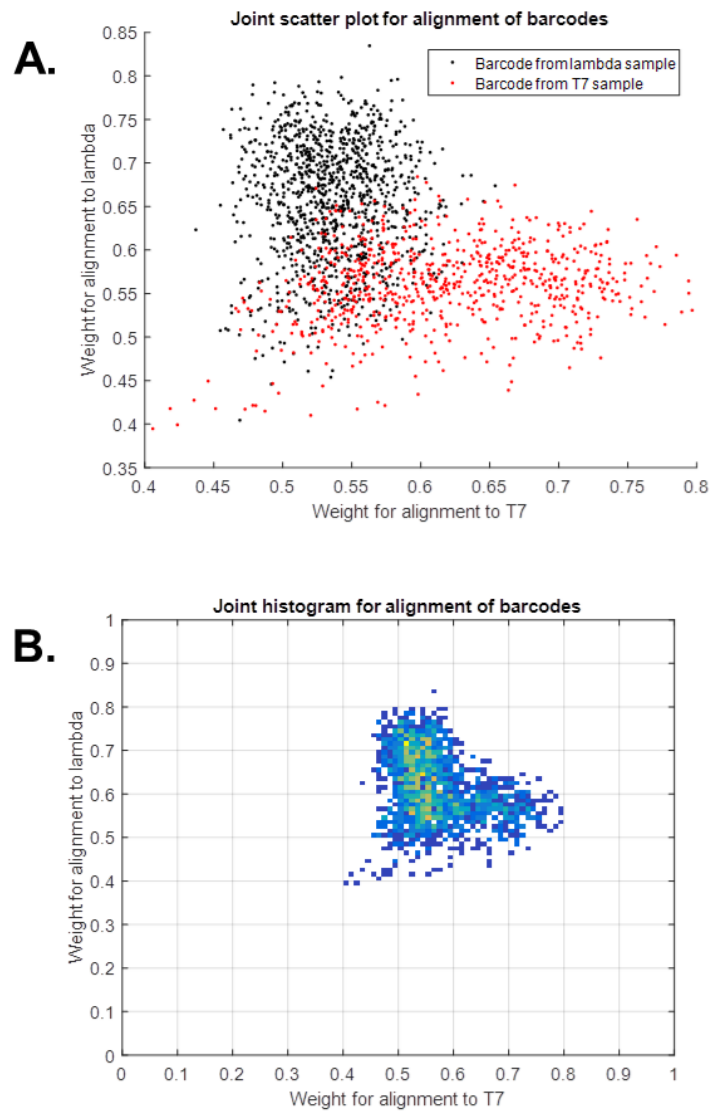 A.
Joint scatter plot for alignment of barcodes
Barcode from lambda sample
Barcode from T7 sample
Weight for alignment to lambda
0.85
0.8
0.75
0.7
0.65
0.6
0.55
0.5
0.45
0.4
0.35
0.4 0.45 0.5 0.55 0.6 0.65 0.7 0.75 0.8
Weight for alignment to T7
B.
Joint histogram for alignment of barcodes
Weight for alignment to lambda
1
0.9
0.8
0.7
0.6
0.5
0.4
0.3
0.2
0.1
0
0 0.1 0.2 0.3 0.4 0.5 0.6 0.7 0.8 0.9 1
Weight for alignment to T7